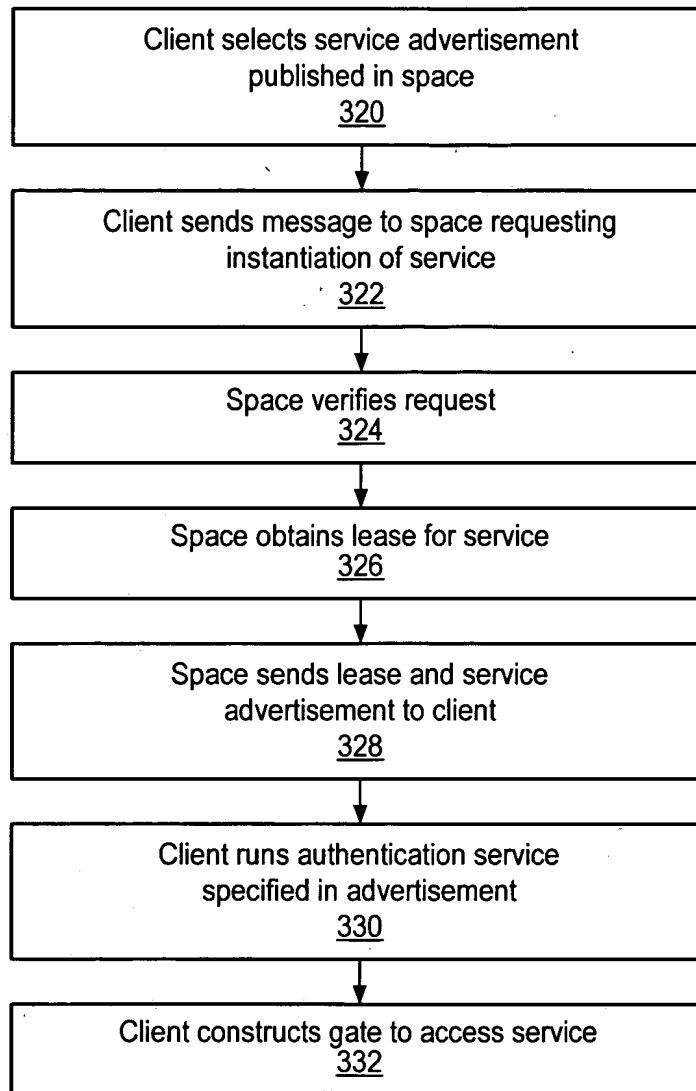 Client selects service advertisement
published in space
320
Client sends message to space requesting
instantiation of service
322
Space verifies request
324
Space obtains lease for service
326
Space sends lease and service
advertisement to client
328
Client runs authentication service
specified in advertisement
330
Client constructs gate to access service
332